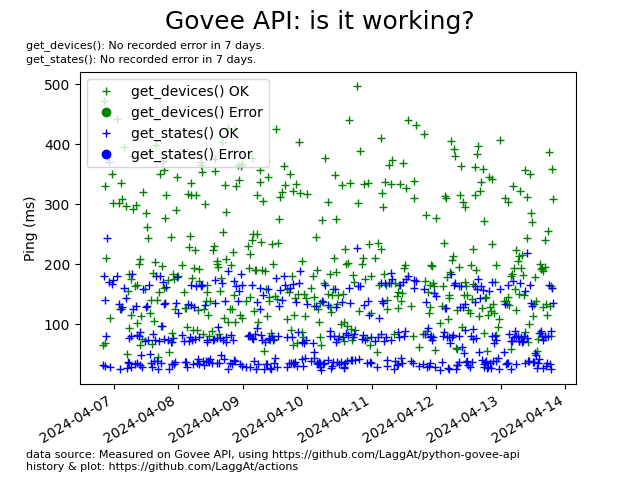 Govee API: is it working?
get_devices(): No recorded error in 7 days.
get_states(): No recorded error in 7 days.
get_devices() OK
get_devices() Error
get_states() OK
get_states() Error
Ping (ms)
500
400
300
200
100
2024-04-07
2024-04-08
2024-04-09
2024-04-10
2024-04-11
2024-04-12
2024-04-13
2024-04-14
data source: Measured on Govee API, using https://github.com/LaggAt/python-govee-api
history & plot: https://github.com/LaggAt/actions